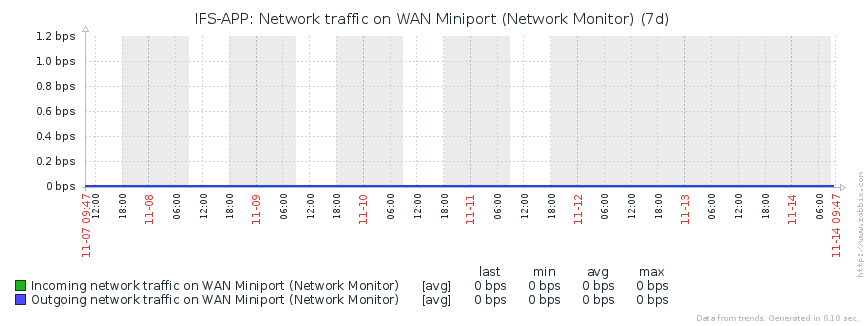 IFS-APP: Network traffic on WAN Miniport (Network Monitor) (7d)
1.2 bps
1.0 bps
0.8 bps
0.6 bps
0.4 bps
0.2 bps
0 bps
11-07 09:47
12:00
18:00
11-08
06:00
12:00
18:00
11-09
06:00
12:00
18:00
11-10
06:00
12:00
18:00
11-11
06:00
12:00
18:00
11-12
06:00
12:00
18:00
11-13
06:00
12:00
18:00
11-14
06:00
11-14 09:47
http://www.zabbix.com
last min avg max
Incoming network traffic on WAN Miniport (Network Monitor) [avg] 0 bps 0 bps 0 bps 0 bps
Outgoing network traffic on WAN Miniport (Network Monitor) [avg] 0 bps 0 bps 0 bps 0 bps
Data from trends. Generated in 0.10 sec.